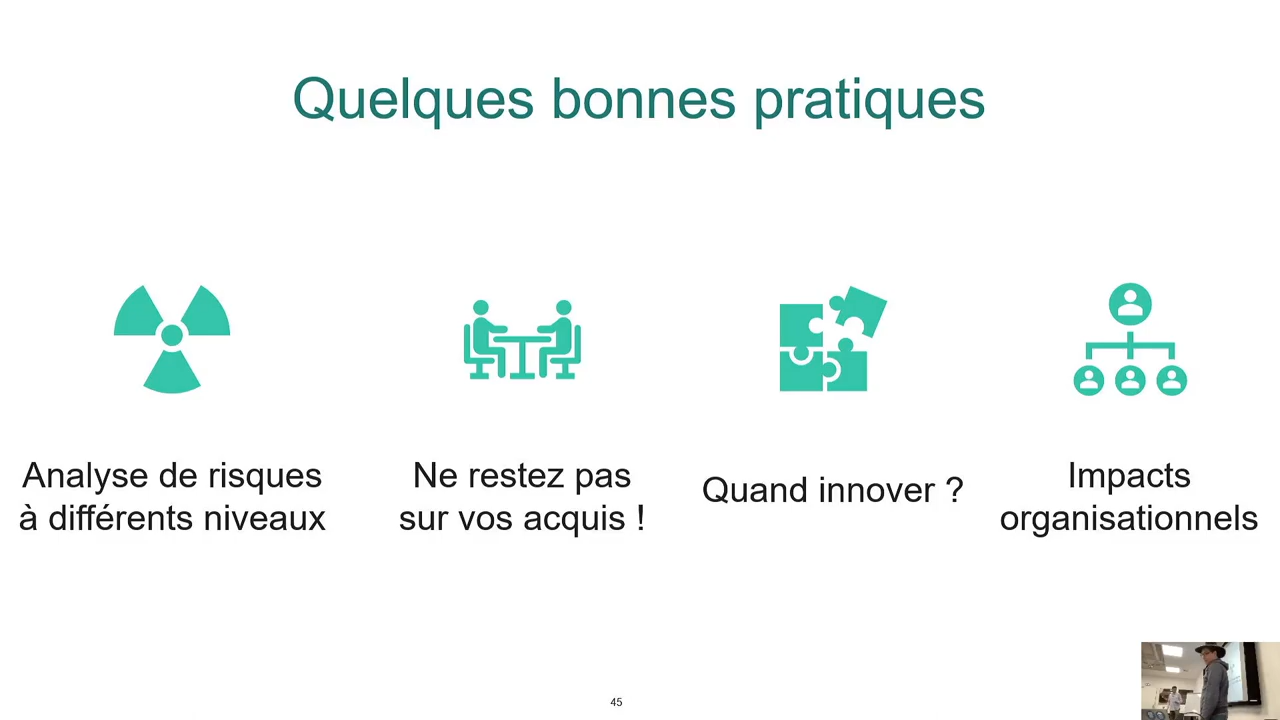 Quelques bonnes pratiques
Analyse de risques
à différents niveaux
Ne restez pas
sur vos acquis !
Quand innover ?
Impacts
organisationnels
45